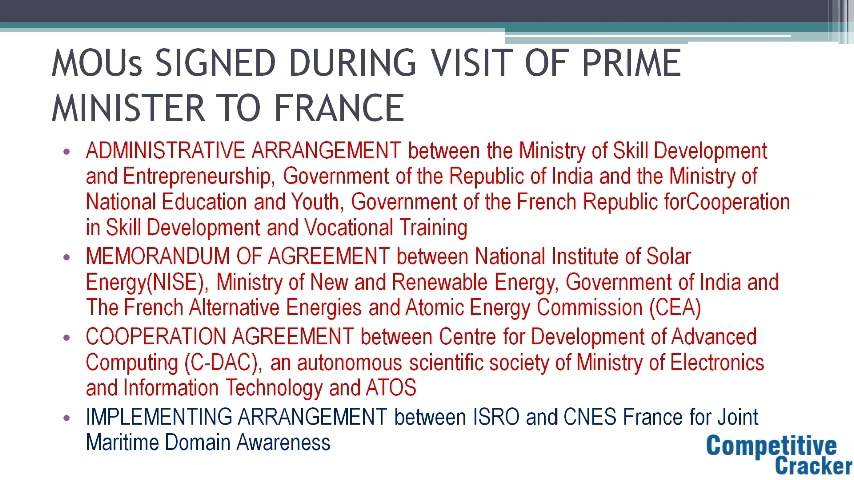 MOUs SIGNED DURING VISIT OF PRIME
MINISTER TO FRANCE
• ADMINISTRATIVE ARRANGEMENT between the Ministry of Skill Development
and Entrepreneurship, Government of the Republic of India and the Ministry of
National Education and Youth, Government of the French Republic forCooperation
in Skill Development and Vocational Training
• MEMORANDUM OF AGREEMENT between National Institute of Solar
Energy(NISE), Ministry of New and Renewable Energy, Government of India and
The French Alternative Energies and Atomic Energy Commission (CEA)
• COOPERATION AGREEMENT between Centre for Development of Advanced
Computing (C-DAC), an autonomous scientific society of Ministry of Electronics
and Information Technology and ATOS
• IMPLEMENTING ARRANGEMENT between ISRO and CNES France for Joint
Maritime Domain Awareness
Competitive
Cracker